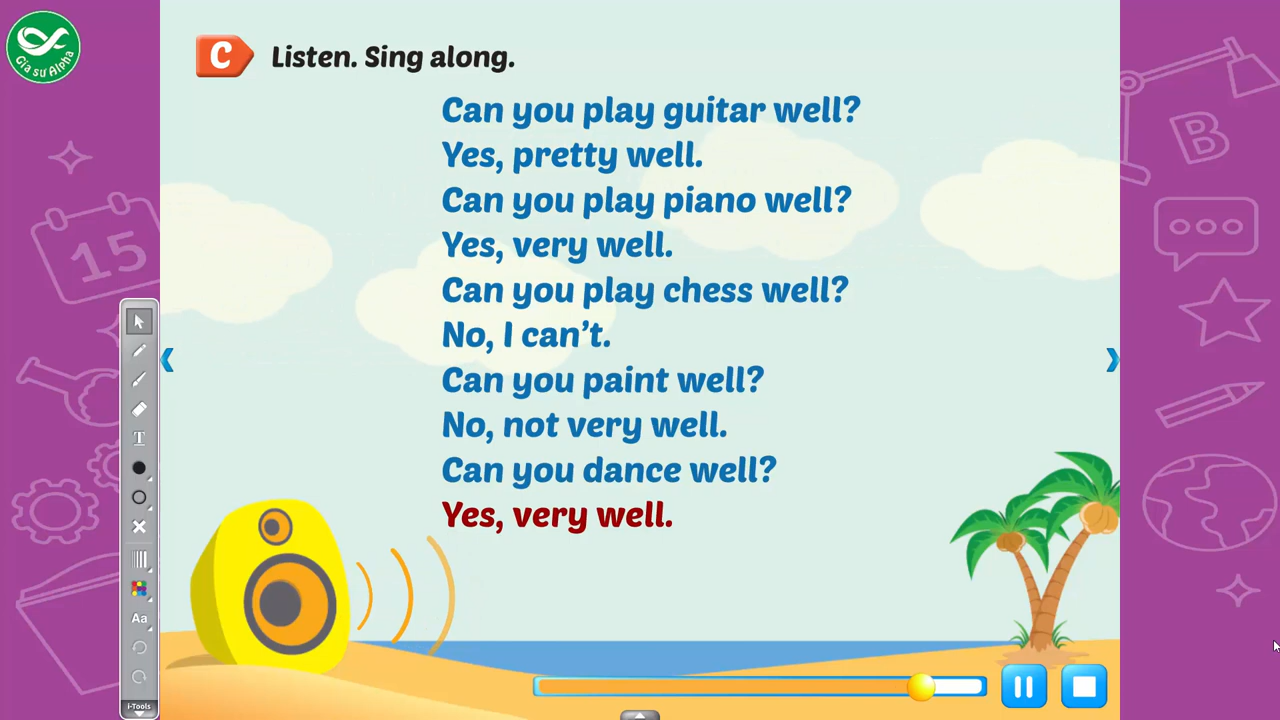 Gia sư Alpha
C Listen. Sing along.
Can you play guitar well?
Yes, pretty well.
Can you play piano well?
Yes, very well.
Can you play chess well?
No, I can't.
Can you paint well?
No, not very well.
Can you dance well?
Yes, very well.
15
B
T
Aa
i-Tools